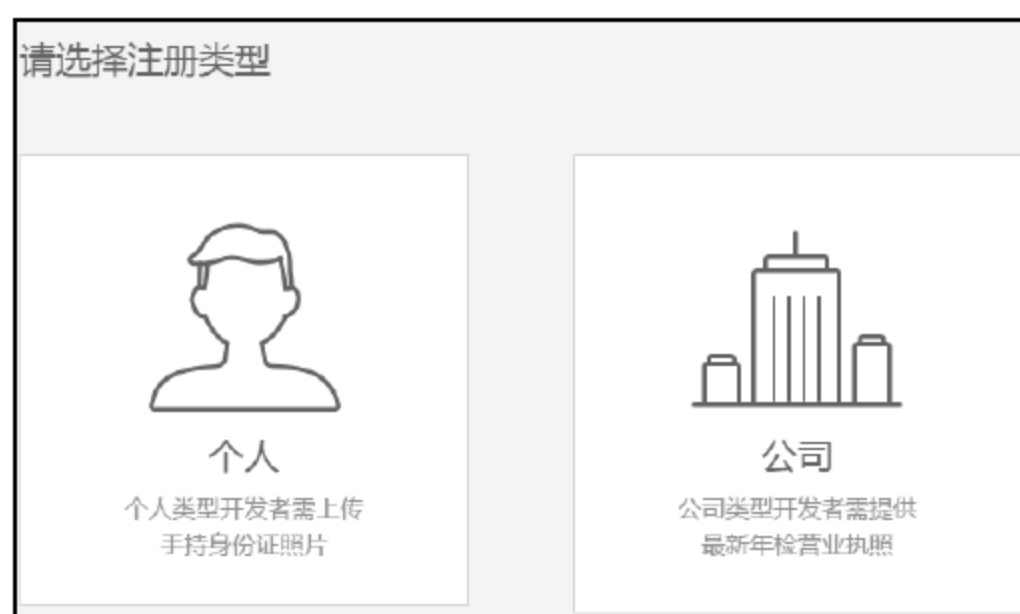 请选择注册类型
个人
个人类型开发者需上传
手持身份证照片
公司
公司类型开发者需提供
最新年检营业执照